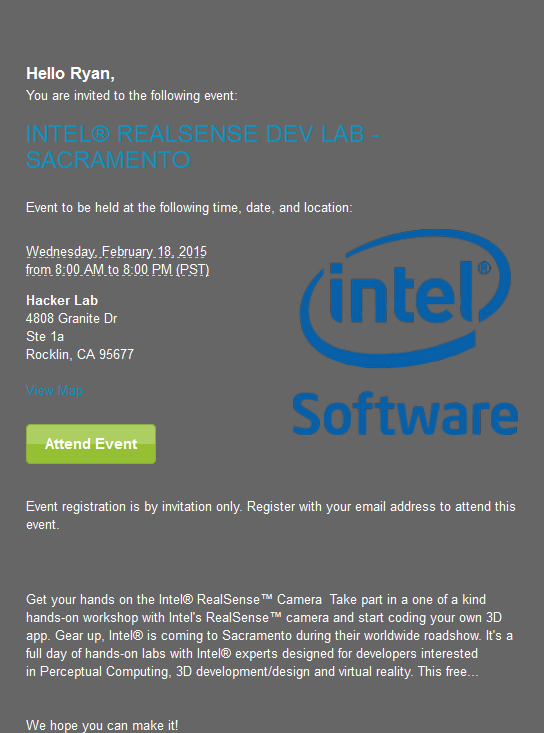 Hello Ryan,
You are invited to the following event:
INTEL® REALSENSE DEV LAB -
SACRAMENTO
Event to be held at the following time, date, and location:
Wednesday, February 18, 2015
from 8:00 AM to 8:00 PM (PST)
Hacker Lab
4808 Granite Dr
Ste 1a
Rocklin, CA 95677
View Map
intel®
Software
Attend Event
Event registration is by invitation only. Register with your email address to attend this
event.
Get your hands on the Intel® RealSense™ Camera  Take part in a one of a kind
hands-on workshop with Intel's RealSense™ camera and start coding your own 3D
app. Gear up, Intel® is coming to Sacramento during their worldwide roadshow. It's a
full day of hands-on labs with Intel® experts designed for developers interested
in Perceptual Computing, 3D development/design and virtual reality. This free...
We hope you can make it!